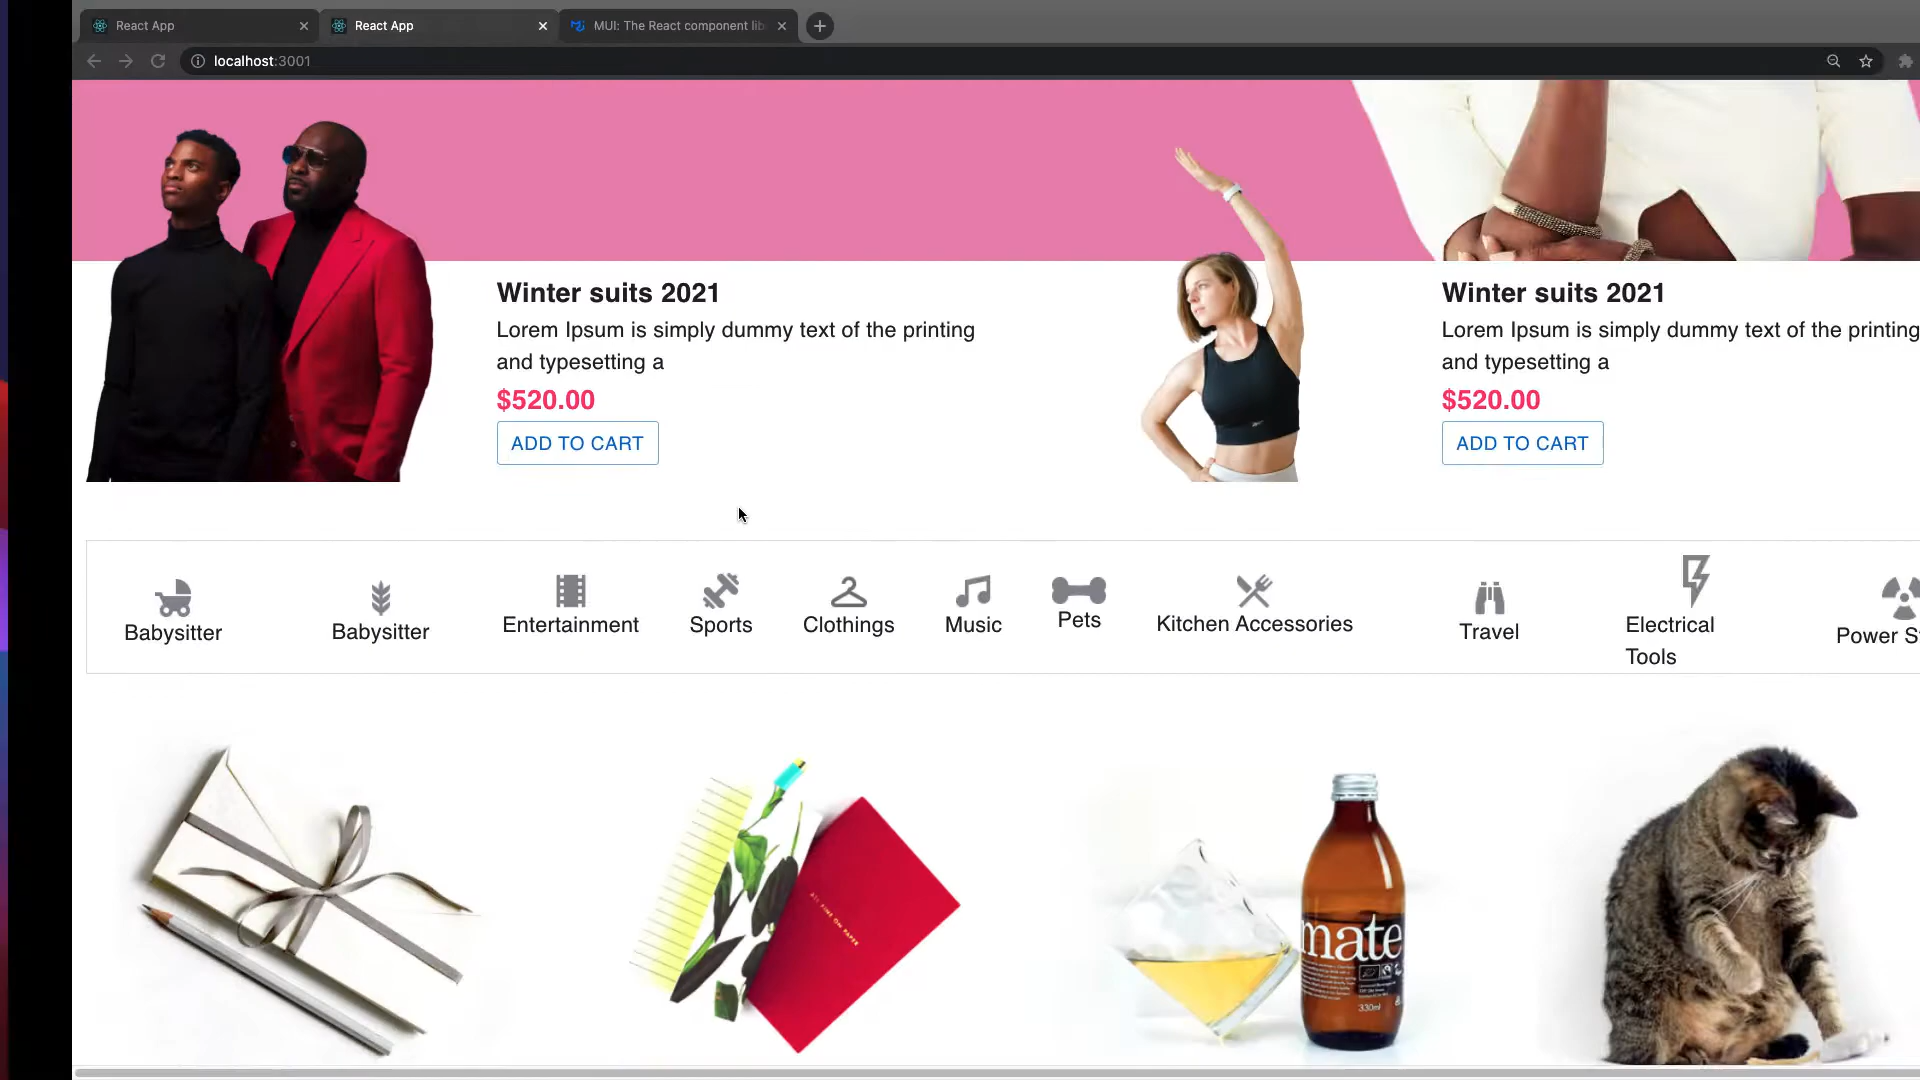 React App
React App
MUI: The React component lib
localhost:3001
Winter suits 2021
Lorem Ipsum is simply dummy text of the printing
and typesetting a
$520.00
ADD TO CART
Winter suits 2021
Lorem Ipsum is simply dummy text of the printing
and typesetting a
$520.00
ADD TO CART
Babysitter
Babysitter
Entertainment
Sports
Clothings
Music
Pets
Kitchen Accessories
Travel
Electrical
Tools
Power S
mate
330ml